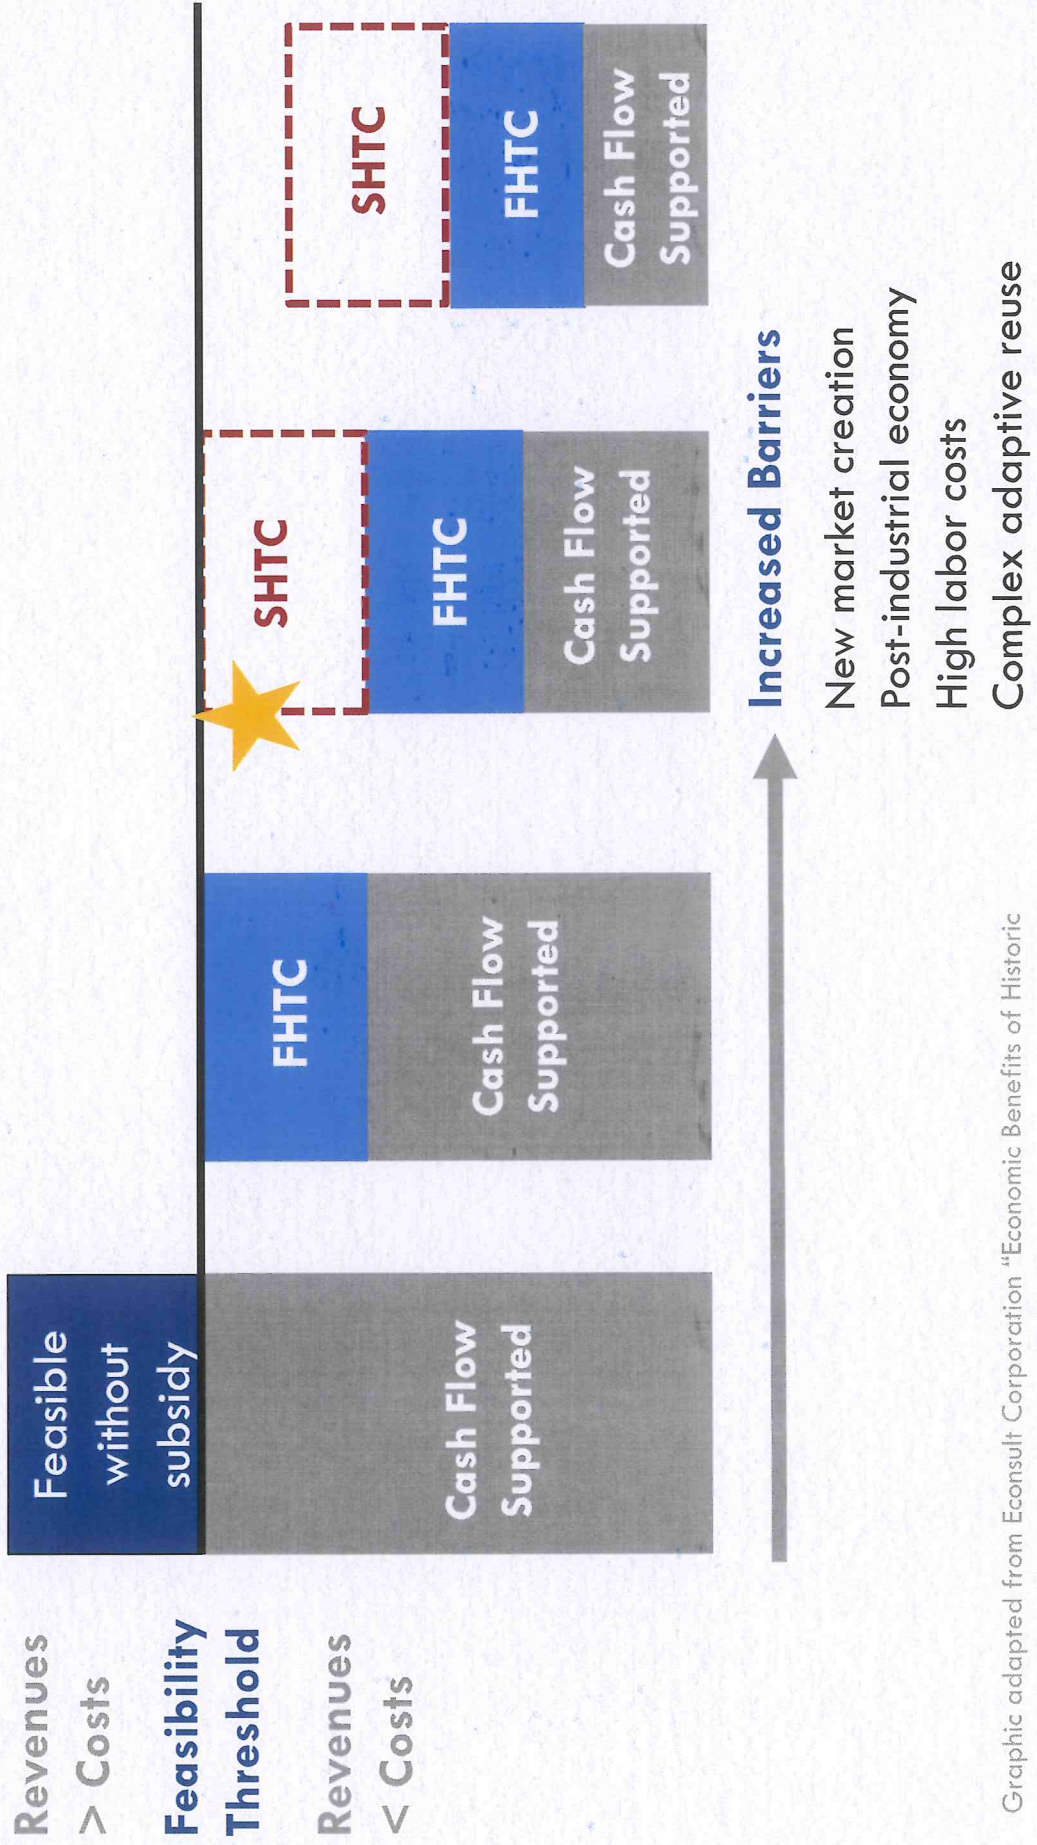 Revenues
> Costs
Feasibility
Threshold
Revenues
< Costs
Feasible
without
subsidy
Cash Flow
Supported
FHTC
Cash Flow
Supported
SHTC
FHTC
Cash Flow
Supported
SHTC
FHTC
Cash Flow
Supported
Increased Barriers
New market creation
Post-industrial economy
High labor costs
Complex adaptive reuse
Graphic adapted from Econsult Corporation "Economic Benefits of Historic